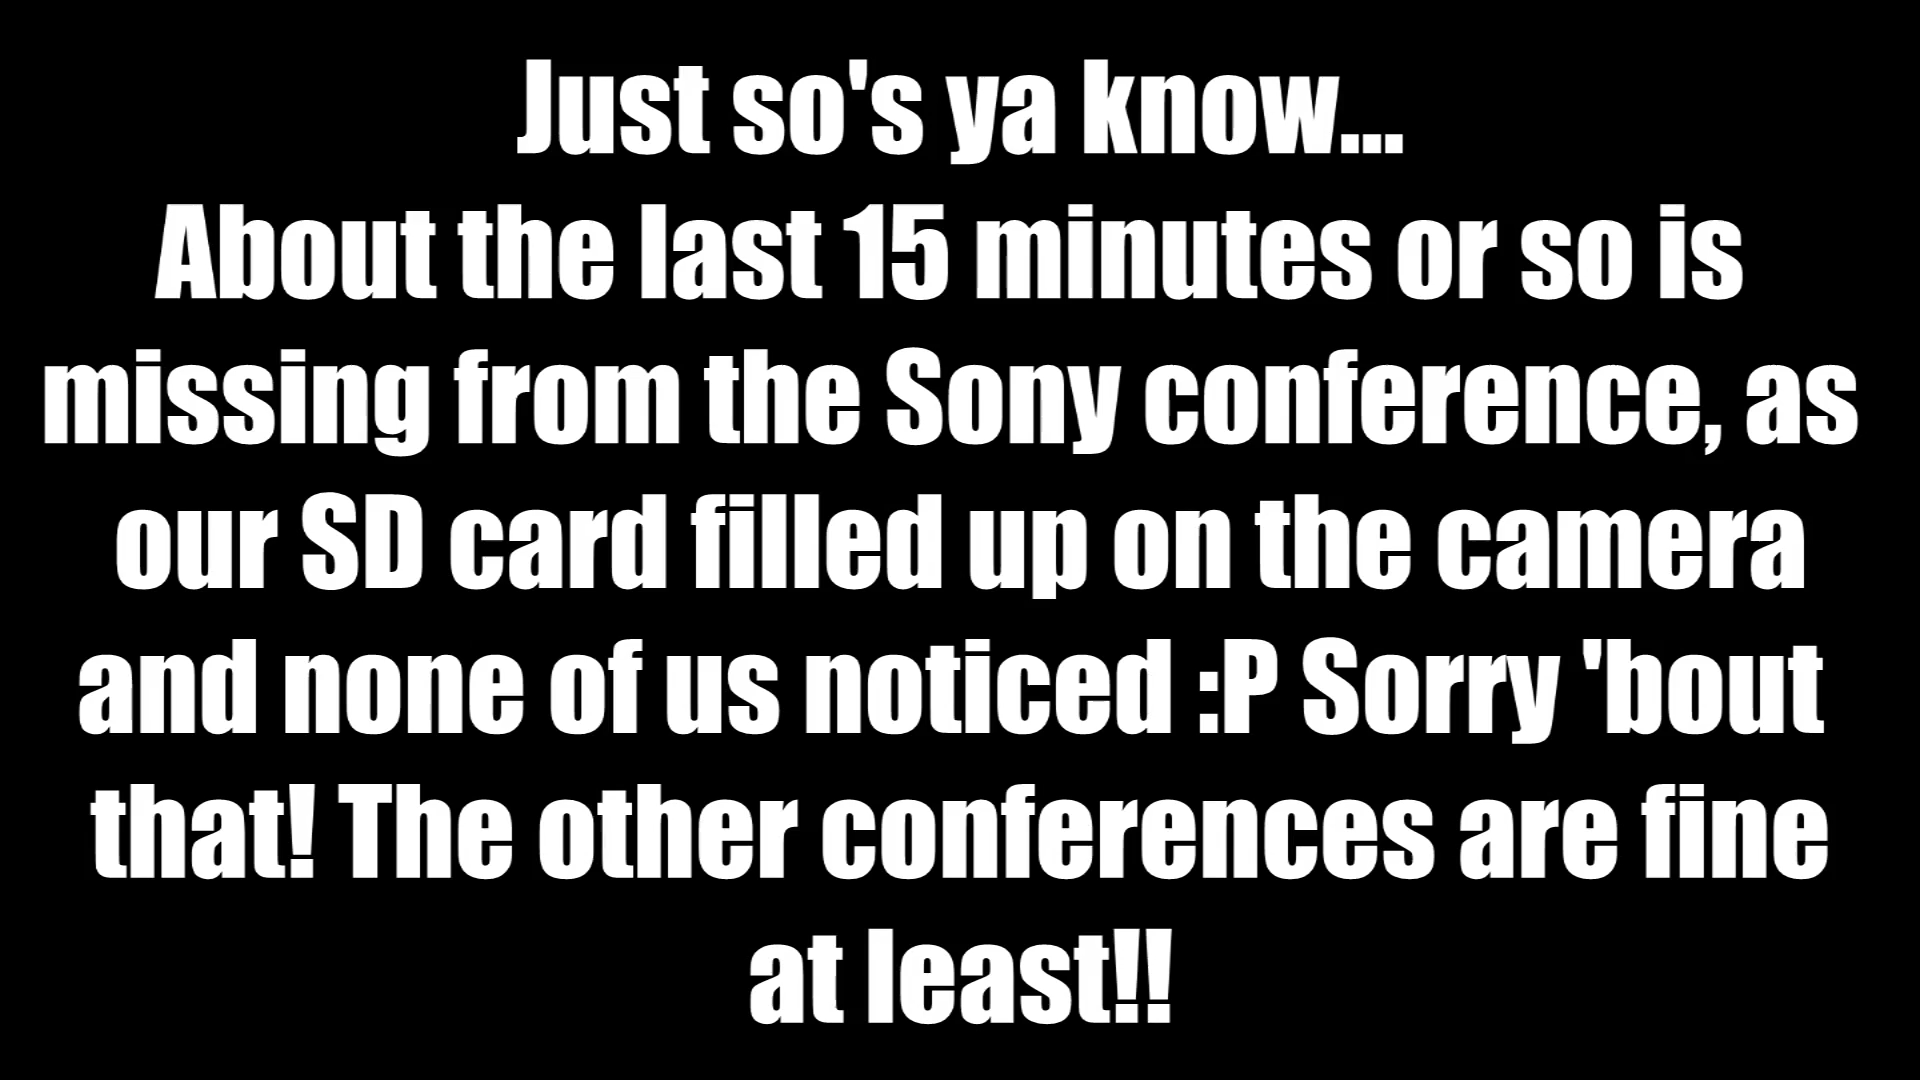 Just so's ya know...
About the last 15 minutes or so is
missing from the Sony conference, as
our SD card filled up on the camera
and none of us noticed :P Sorry 'bout
that! The other conferences are fine
at least!!